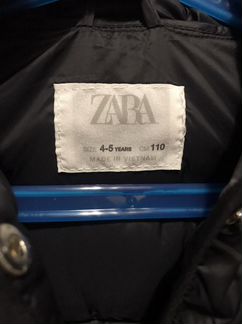 ZARA
SIZE 4-5 YEARS CM 110
MADE IN VIETNAM